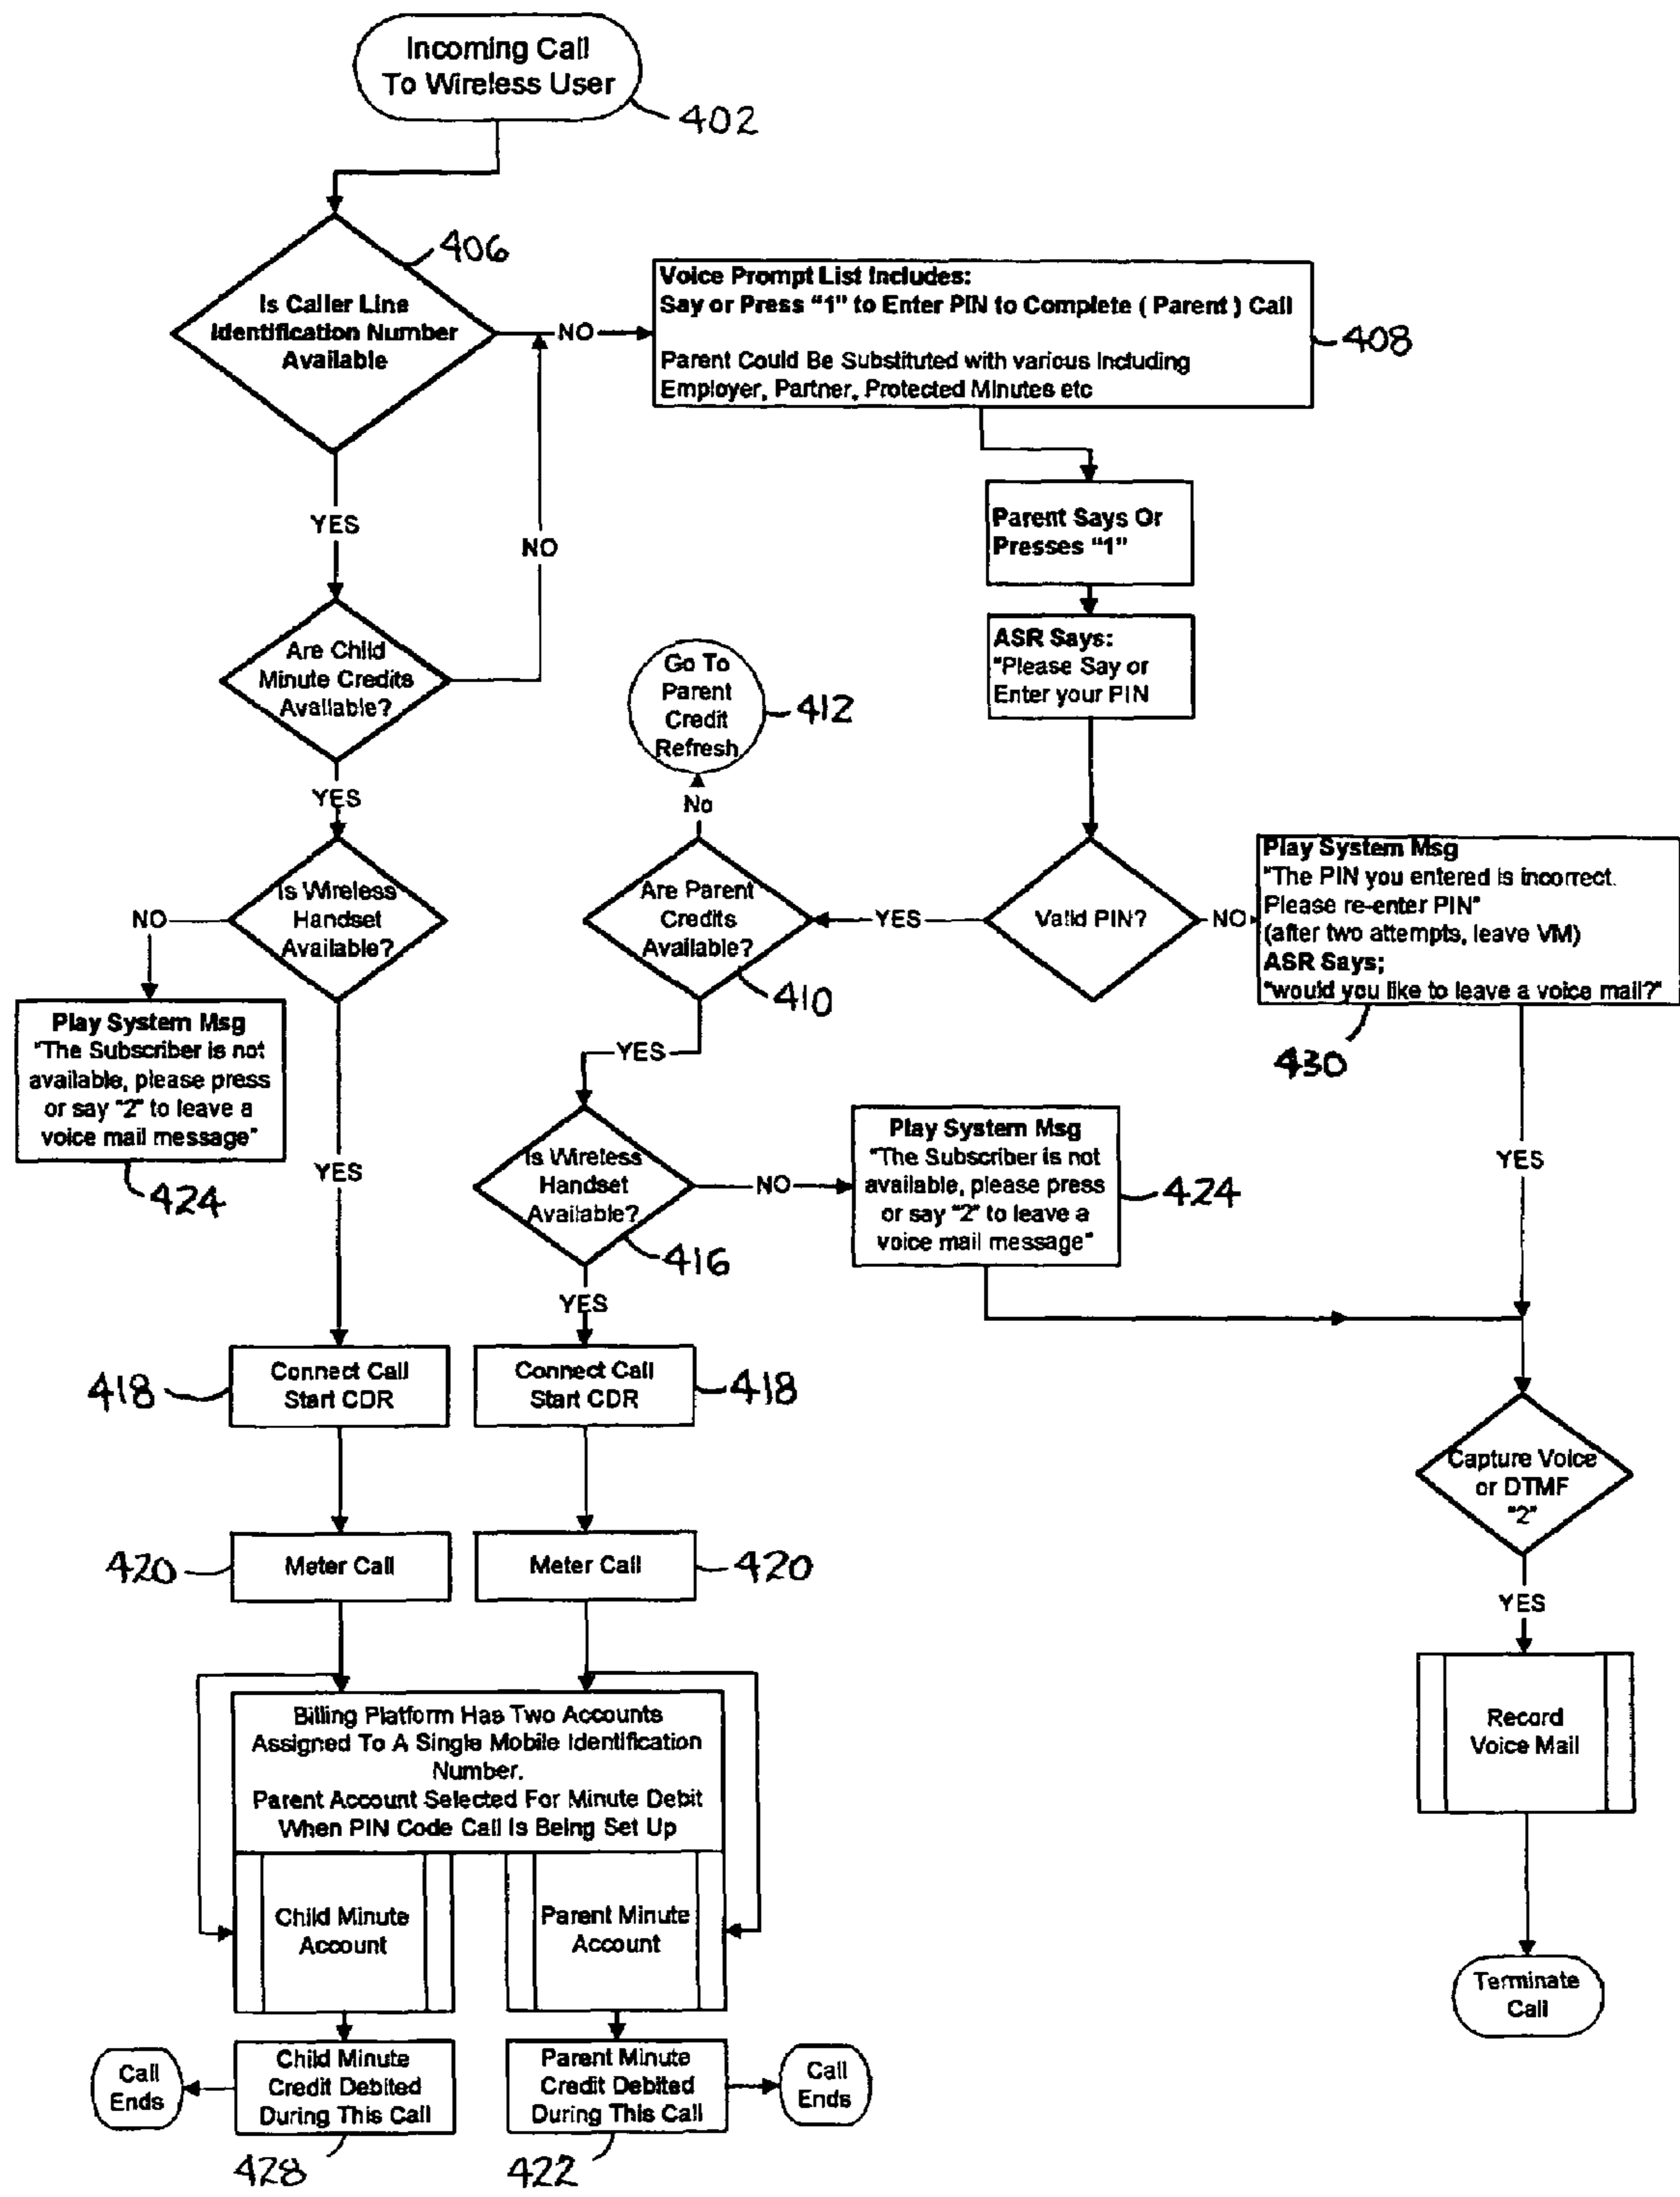 Incoming Call
To Wireless User
402
406
Is Caller Line
Identification Number
Available
NO
Voice Prompt List Includes:
Say or Press "1" to Enter PIN to Complete ( Parent ) Call
Parent Could Be Substituted with various Including
Employer, Partner, Protected Minutes etc
408
YES
NO
Parent Says Or
Presses "1"
ASR Says:
"Please Say or
Enter your PIN
Are Child
Minute Credits
Available?
Go To
Parent
Credit
Refresh
412
YES
No
Is Wireless
Handset
Available?
NO
Are Parent
Credits
Available?
410
YES
Valid PIN?
NO
Play System Msg
"The PIN you entered is incorrect.
Please re-enter PIN"
(after two attempts, leave VM)
ASR Says;
"would you like to leave a voice mail?"
430
Play System Msg
"The Subscriber is not
available, please press
or say "2" to leave a
voice mail message"
424
YES
YES
Is Wireless
Handset
Available?
416
NO
Play System Msg
"The Subscriber is not
available, please press
or say "2" to leave a
voice mail message"
424
YES
YES
418
Connect Call
Start CDR
Connect Call
Start CDR
418
Capture Voice
or DTMF
"2"
420
Meter Call
Meter Call
420
YES
Record
Voice Mail
Billing Platform Has Two Accounts
Assigned To A Single Mobile Identification
Number.
Parent Account Selected For Minute Debit
When PIN Code Call Is Being Set Up
Child Minute
Account
Parent Minute
Account
Terminate
Call
Call
Ends
Child Minute
Credit Debited
During This Call
Parent Minute
Credit Debited
During This Call
Call
Ends
428
422